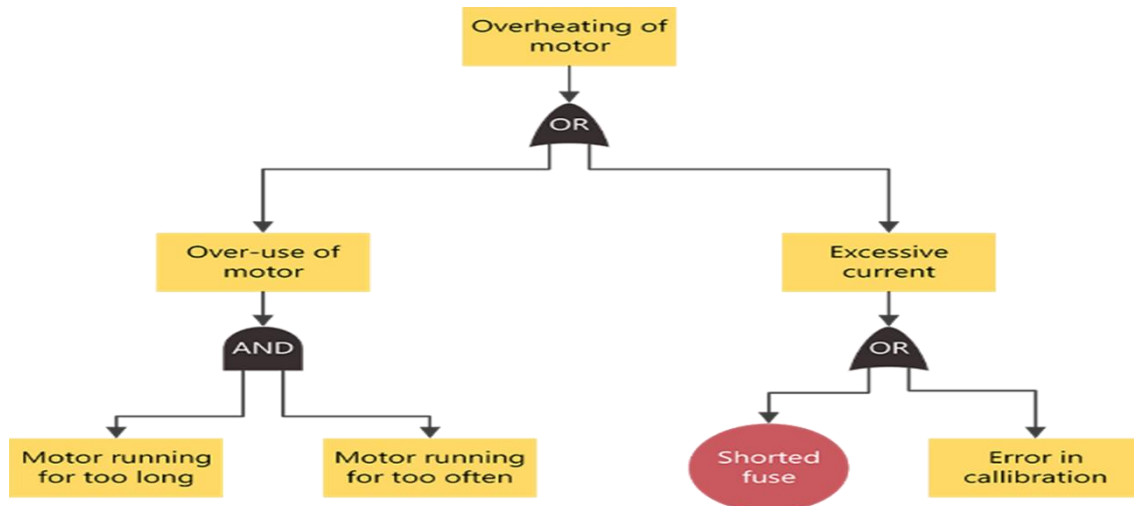 Overheating of
motor
OR
Over-use of
motor
Excessive
current
AND
OR
Motor running
for too long
Motor running
for too often
Shorted
fuse
Error in
callibration